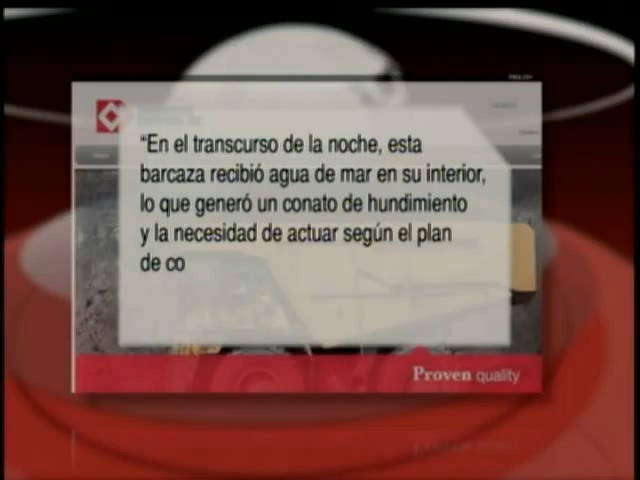 “En el transcurso de la noche, esta
barcaza recibió agua de mar en su interior,
lo que generó un conato de hundimiento
y la necesidad de actuar según el plan
de co
Proven quality